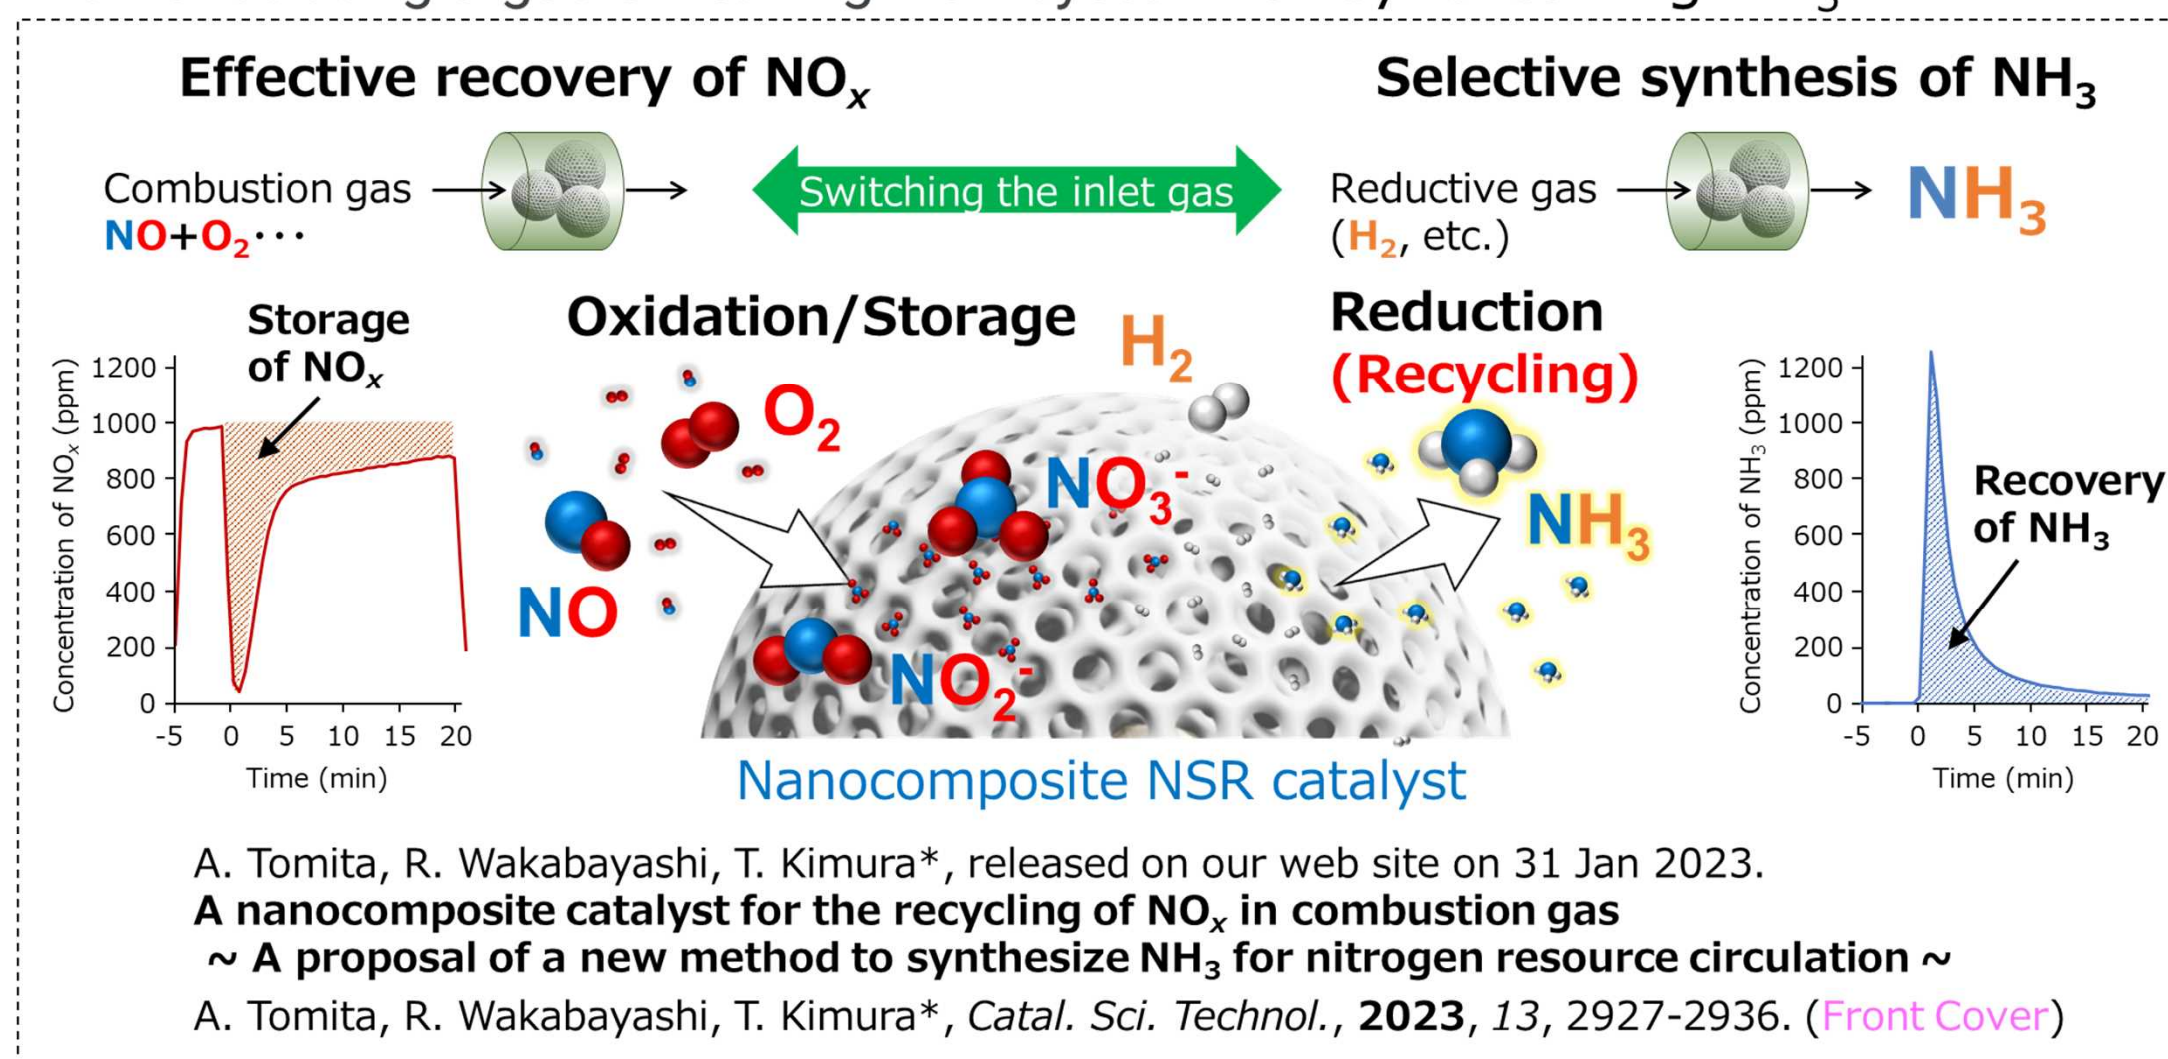 Effective recovery of NOx
Selective synthesis of NH3
Combustion gas
NO+O2···
Switching the inlet gas
Reductive gas
(H2, etc.)
NH3
Storage
of NOx
Concentration of NOx (ppm)
1200
1000
800
600
400
200
0
-5 0 5 10 15 20
Time (min)
Oxidation/Storage
H2
Reduction
(Recycling)
O2
NO
NO3-
NO2-
NH3
Nanocomposite NSR catalyst
Concentration of NH3 (ppm)
1200
1000
800
600
400
200
0
Recovery
of NH3
-5 0 5 10 15 20
Time (min)
A. Tomita, R. Wakabayashi, T. Kimura*, released on our web site on 31 Jan 2023.
A nanocomposite catalyst for the recycling of NOx in combustion gas
~ A proposal of a new method to synthesize NH3 for nitrogen resource circulation ~
A. Tomita, R. Wakabayashi, T. Kimura*, Catal. Sci. Technol., 2023, 13, 2927-2936. (Front Cover)